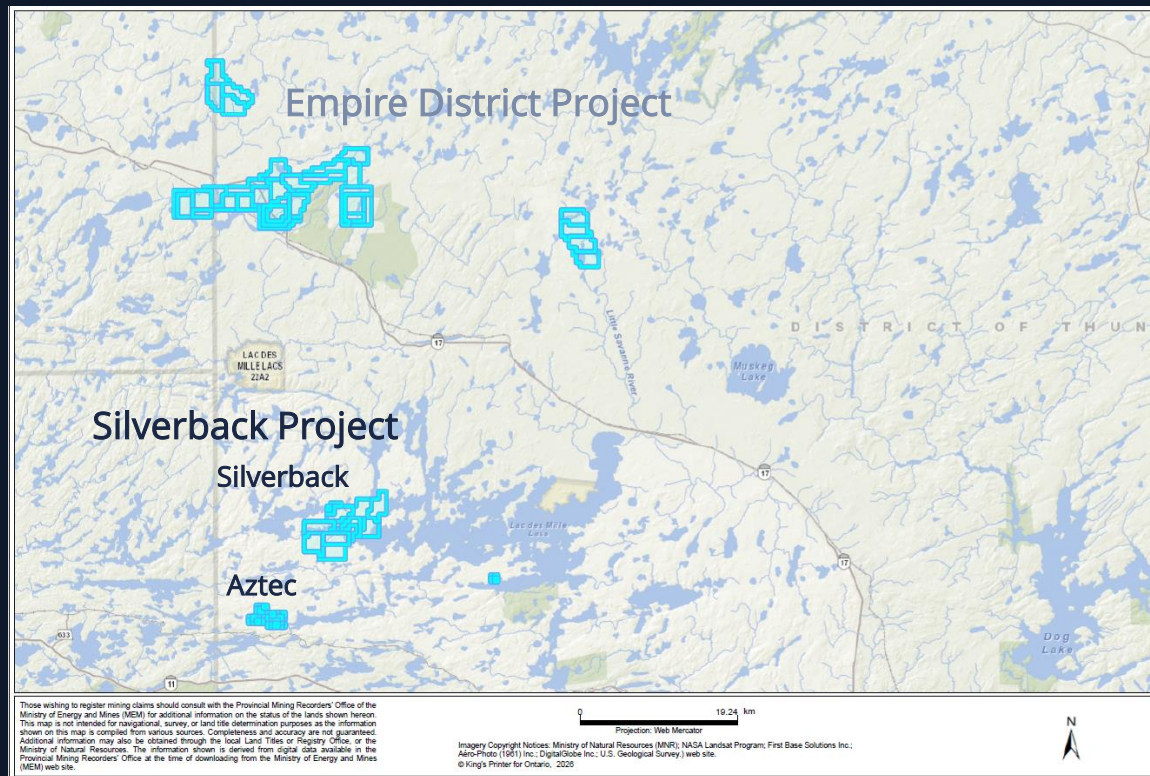 Empire District Project
LAC DES
MILLE LACS
22A2
17
Little Savanne River
DISTRICT OF THUN
Muskeg
Lake
Silverback Project
Silverback
17
Lac des Mille
Lacs
17
Aztec
633
11
Dog
Lake
Those wishing to register mining claims should consult with the Provincial Mining Recorders' Office of the
Ministry of Energy and Mines (MEM) for additional information on the status of the lands shown hereon.
This map is not intended for navigational, survey, or land title determination purposes as the information
shown on this map is compiled from various sources. Completeness and accuracy are not guaranteed.
Additional information may also be obtained through the local Land Titles or Registry Office, or the
Ministry of Natural Resources. The information shown is derived from digital data available in the
Provincial Mining Recorders' Office at the time of downloading from the Ministry of Energy and Mines
(MEM) web site.
0 19.24 km
Projection: Web Mercator
Imagery Copyright Notices: Ministry of Natural Resources (MNR); NASA Landsat Program; First Base Solutions Inc.;
Aéro-Photo (1961) Inc.; DigitalGlobe Inc.; U.S. Geological Survey.) web site.
© King's Printer for Ontario, 2026
N